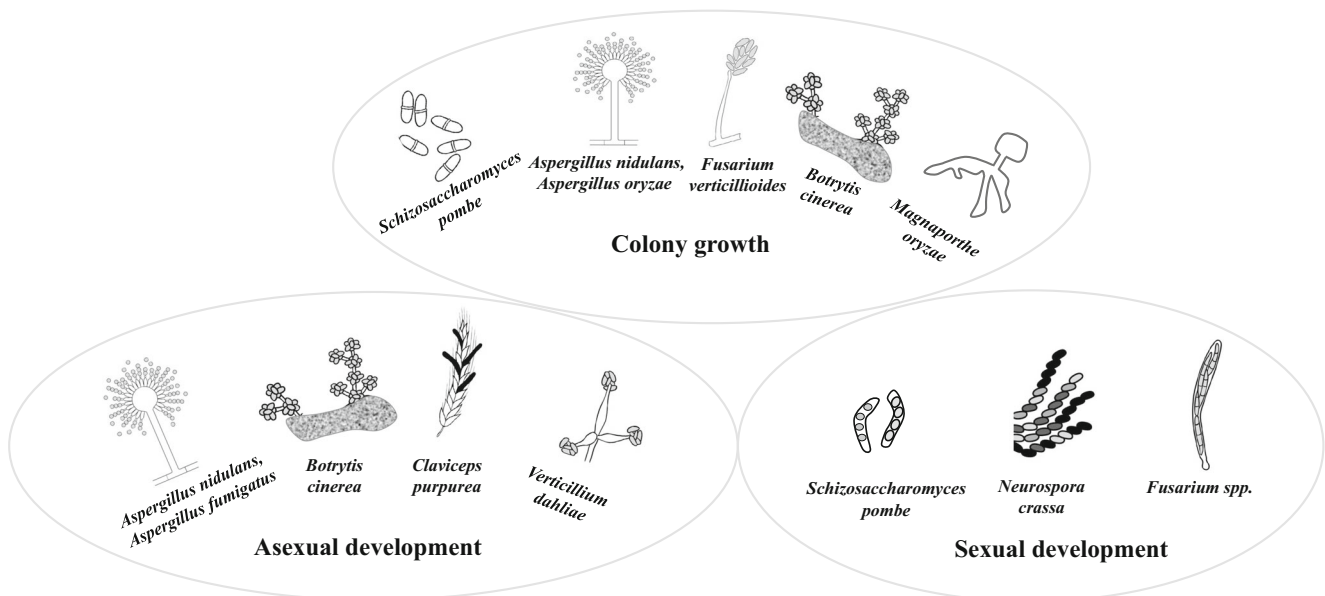 Schizosaccharomyces
pombe
Aspergillus nidulans,
Aspergillus oryzae
Fusarium
verticillioides
Botrytis
cinerea
Magnaporthe
oryzae
Colony growth
Aspergillus nidulans,
Aspergillus fumigatus
Botrytis
cinerea
Claviceps
purpurea
Verticillium
dahliae
Asexual development
Schizosaccharomyces
pombe
Neurospora
crassa
Fusarium spp.
Sexual development